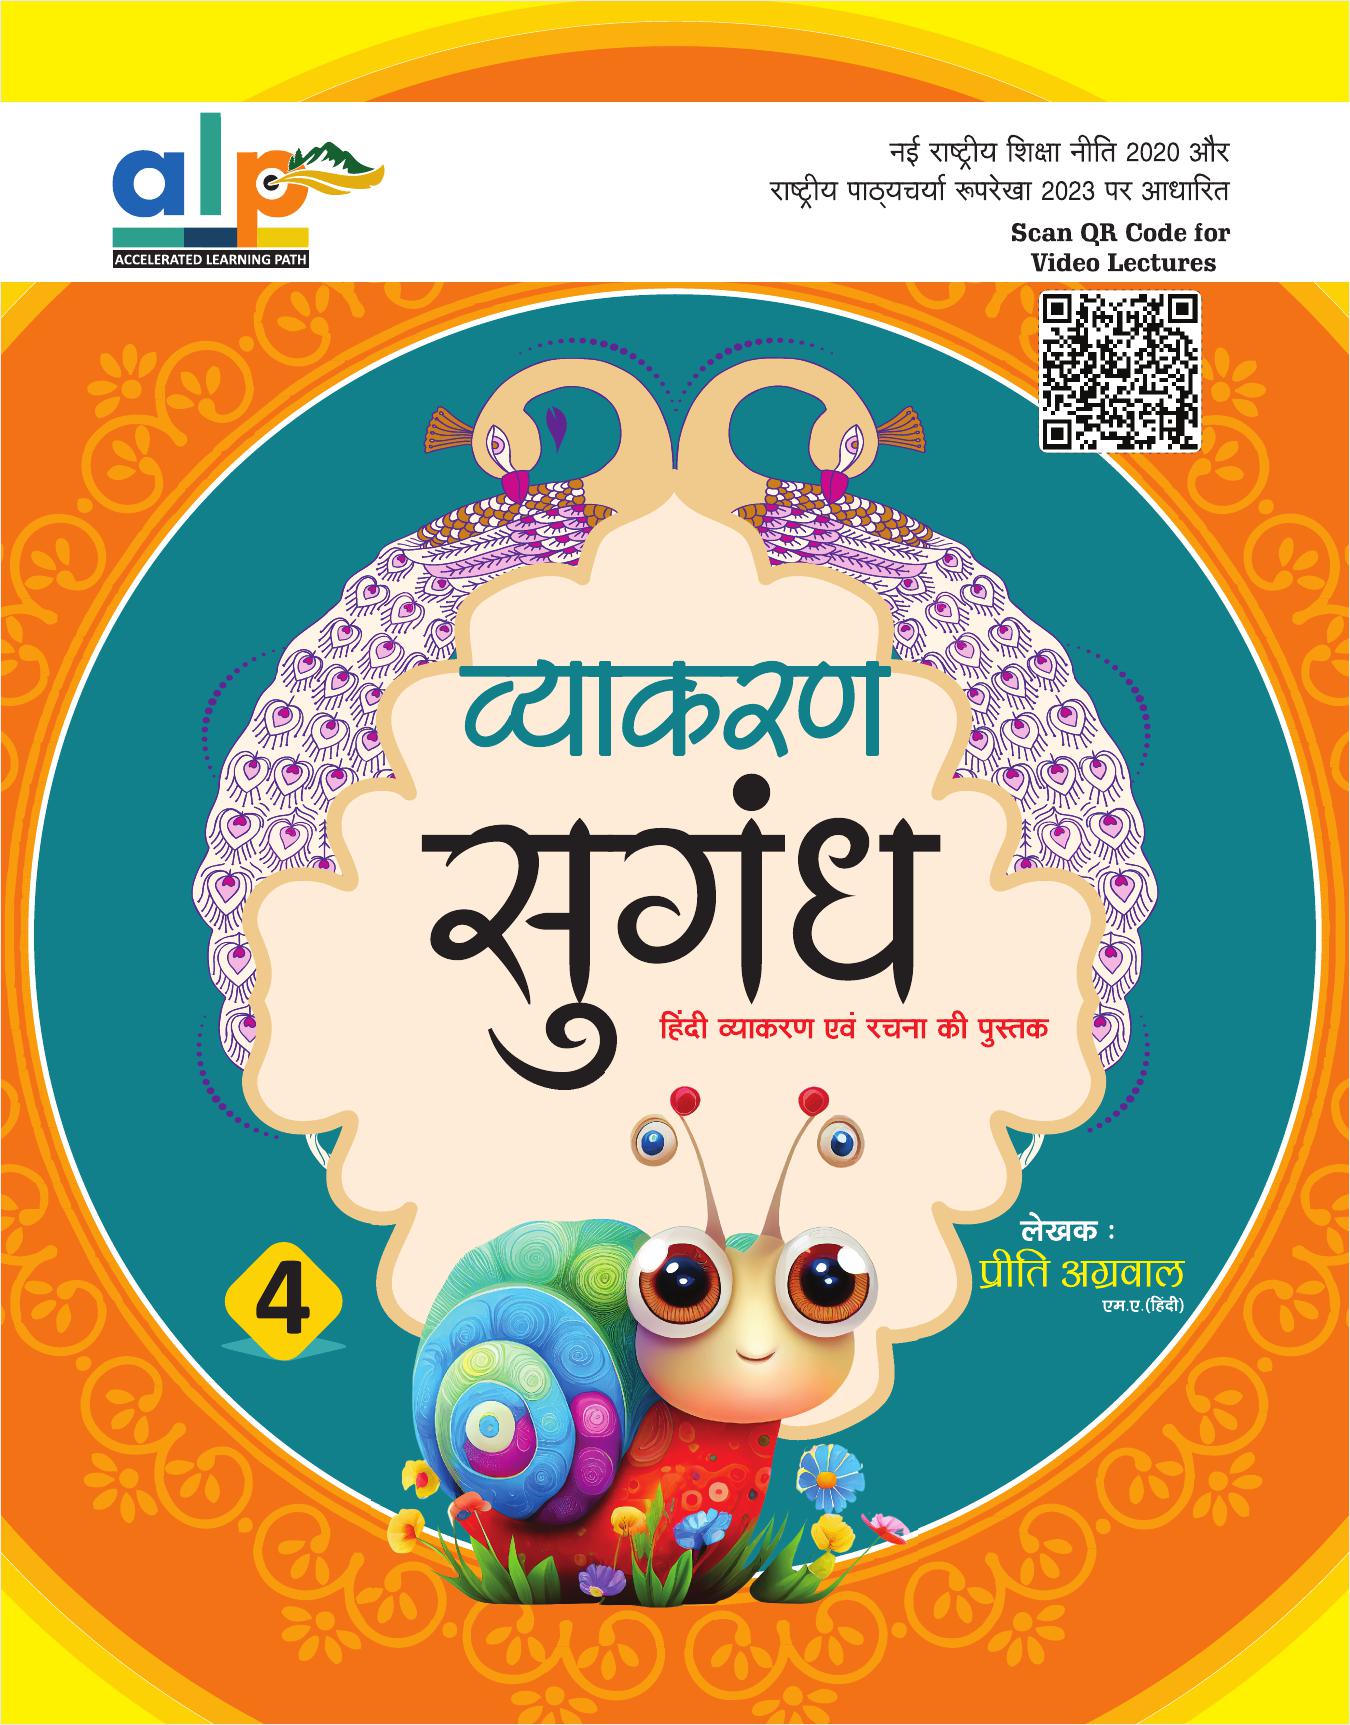 alp
ACCELERATED LEARNING PATH
नई राष्ट्रीय शिक्षा नीति 2020 और
राष्ट्रीय पाठ्यचर्या रूपरेखा 2023 पर आधारित
Scan QR Code for
Video Lectures
व्याकरण
सुगंध
हिंदी व्याकरण एवं रचना की पुस्तक
4
लेखक :
प्रीति अग्रवाल
एम.ए.(हिंदी)